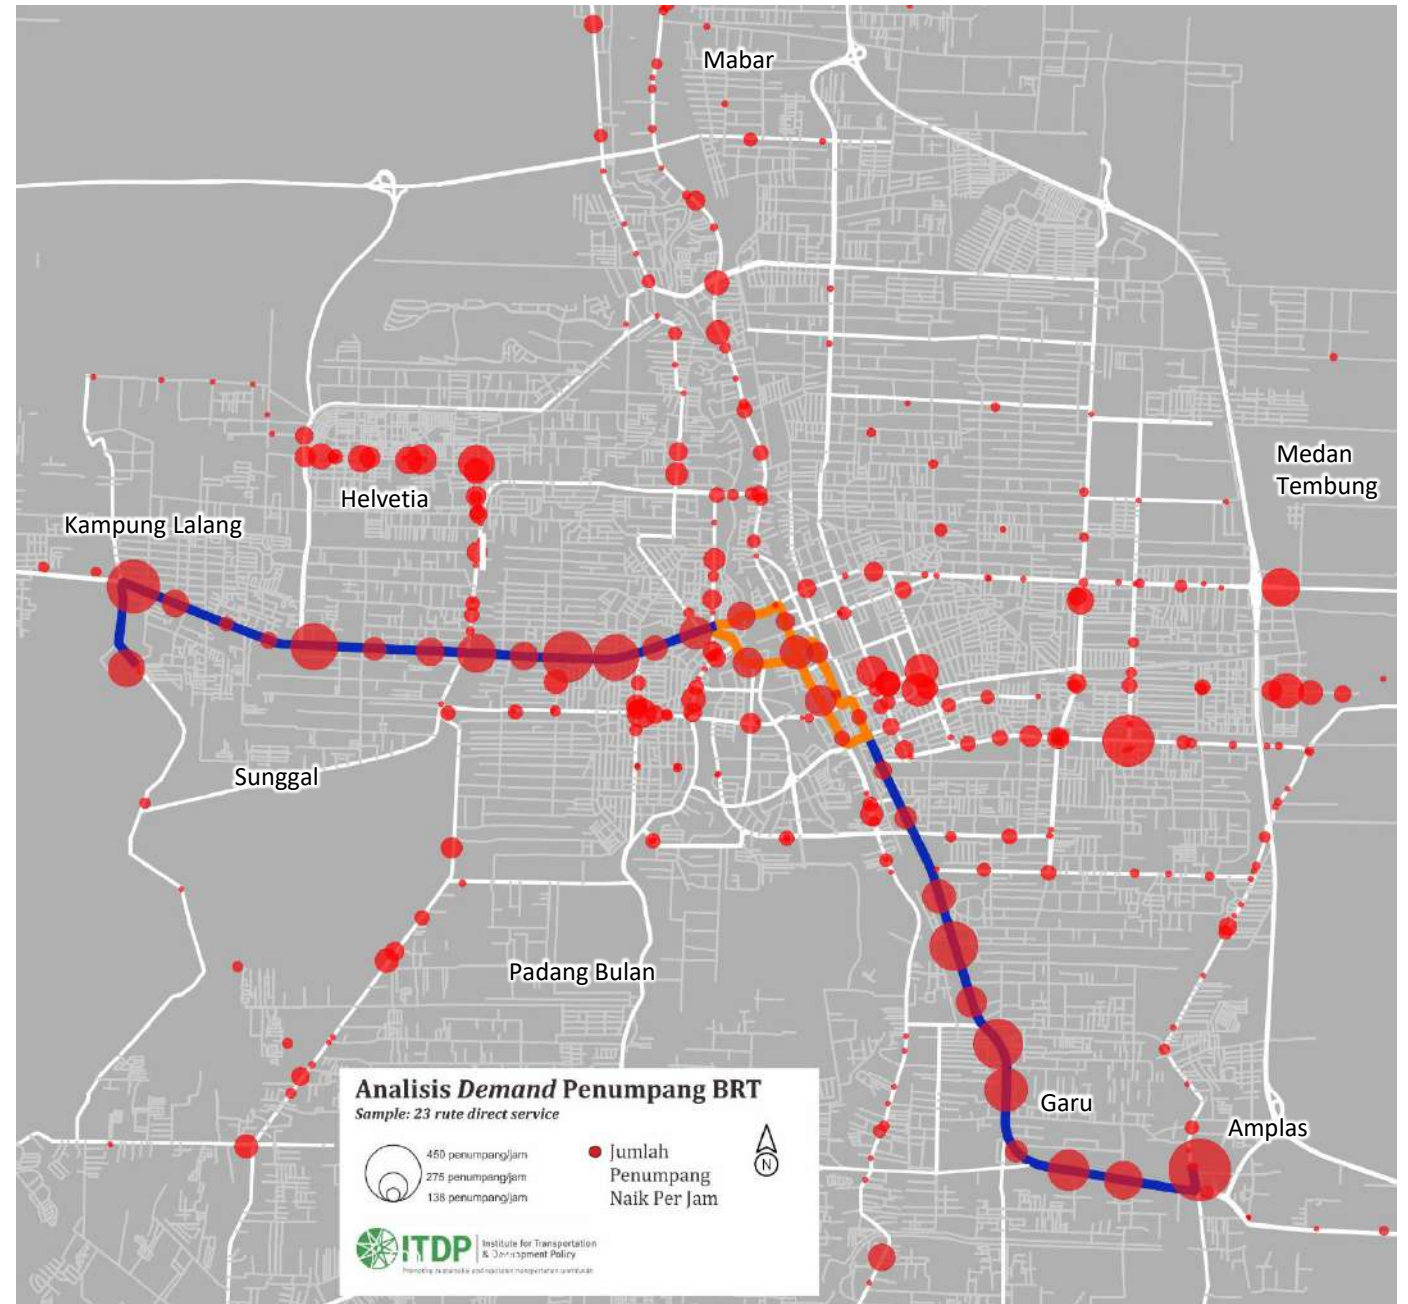 Mabar
Medan
Tembung
Helvetia
Kampung Lalang
Sunggal
Padang Bulan
Garu
Amplas
Analisis Demand Penumpang BRT
Sample: 23 rute direct service
450 penumpang/jam
275 penumpang/jam
138 penumpang/jam
Jumlah
Penumpang
Naik Per Jam
N
ITDP
Institute for Transportation
& Development Policy